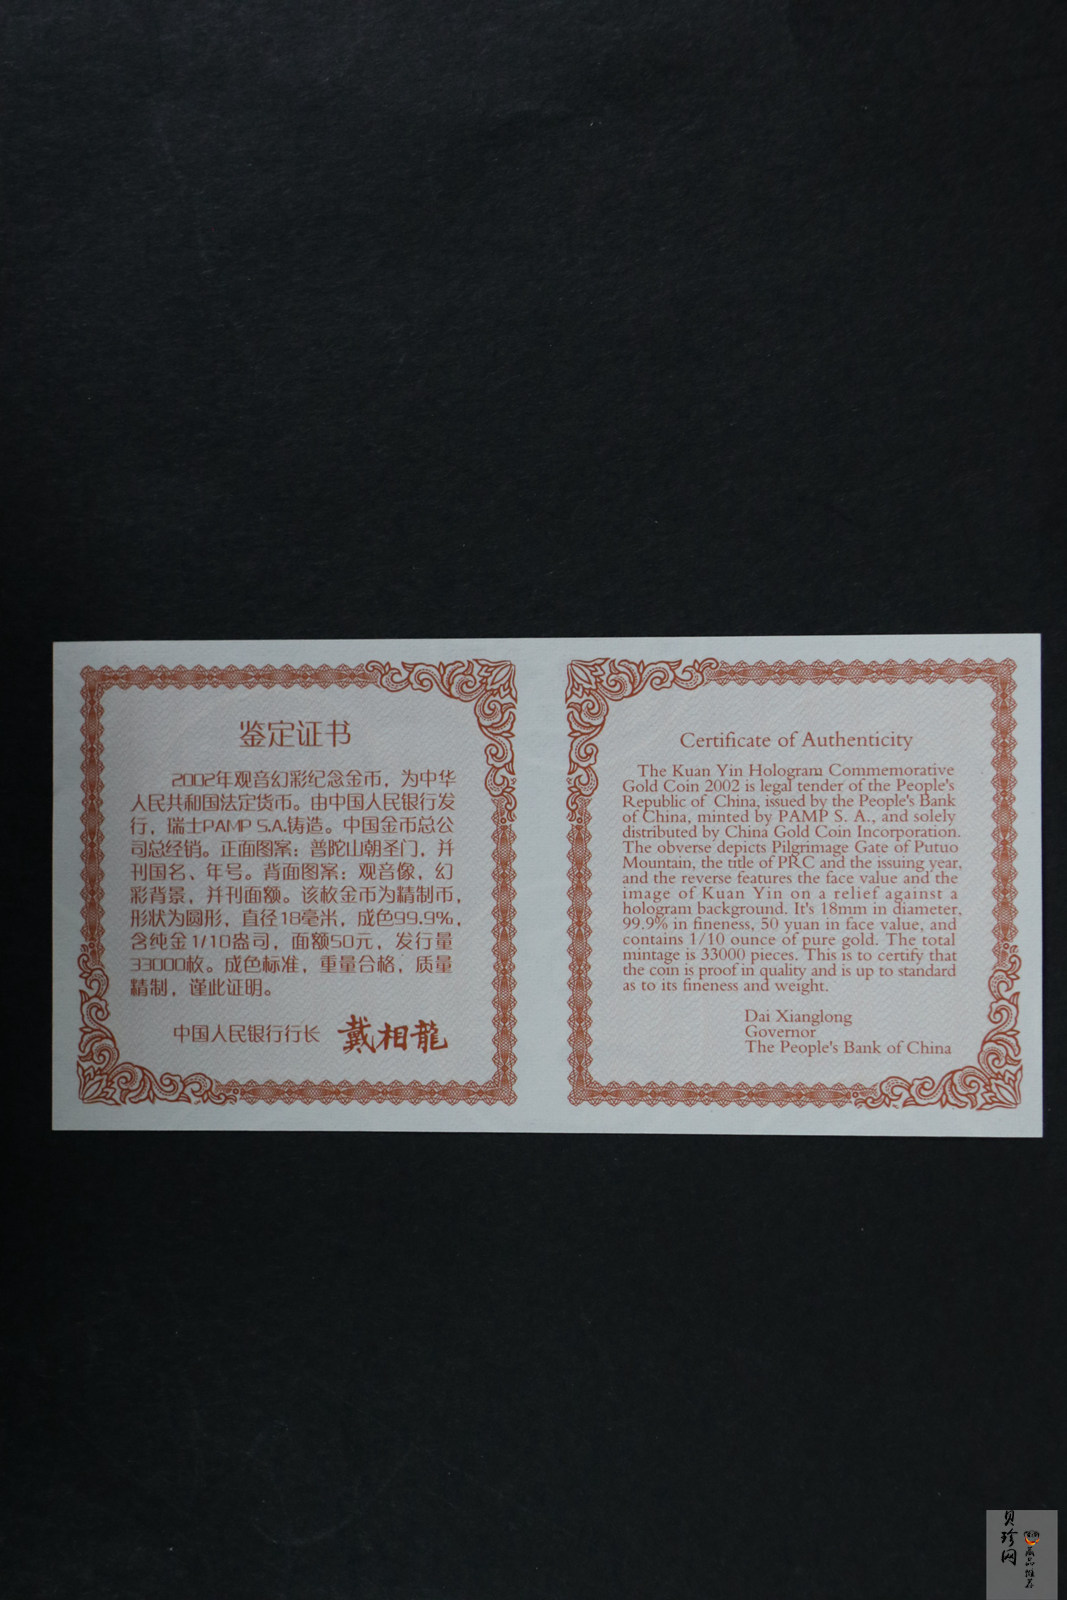 鉴定证书
2002年观音幻彩纪念金币，为中华
人民共和国法定货币。由中国人民银行发
行，瑞士PAMP S.A.铸造。中国金币总公
司总经销。正面图案：普陀山朝圣门，并
刊国名、年号。背面图案：观音像，幻
彩背景，并刊面额。该枚金币为精制币，
形状为圆形，直径18毫米，成色99.9%，
含纯金1/10盎司，面额50元，发行量
33000枚。成色标准，重量合格，质量
精制，谨此证明。
中国人民银行行长 戴相龍
Certificate of Authenticity
The Kuan Yin Hologram Commemorative
Gold Coin 2002 is legal tender of the People's
Republic of China, issued by the People's Bank
of China, minted by PAMP S. A., and solely
distributed by China Gold Coin Incorporation.
The obverse depicts Pilgrimage Gate of Putuo
Mountain, the title of PRC and the issuing year,
and the reverse features the face value and the
image of Kuan Yin on a relief against a
hologram background. It's 18mm in diameter,
99.9% in fineness, 50 yuan in face value, and
contains 1/10 ounce of pure gold. The total
mintage is 33000 pieces. This is to certify that
the coin is proof in quality and is up to standard
as to its fineness and weight.
Dai Xianglong
Governor
The People's Bank of China
贝珍网
藏品推荐